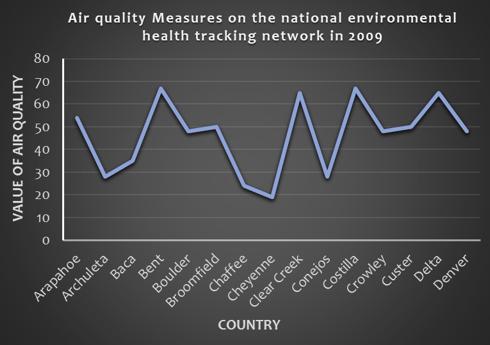 Air quality Measures on the national environmental
health tracking network in 2009
VALUE OF AIR QUALITY
80
70
60
50
40
30
20
10
0
Arapahoe
Archuleta
Baca
Bent
Boulder
Broomfield
Chaffee
Cheyenne
Clear Creek
Conejos
Costilla
Crowley
Custer
Delta
Denver
COUNTRY